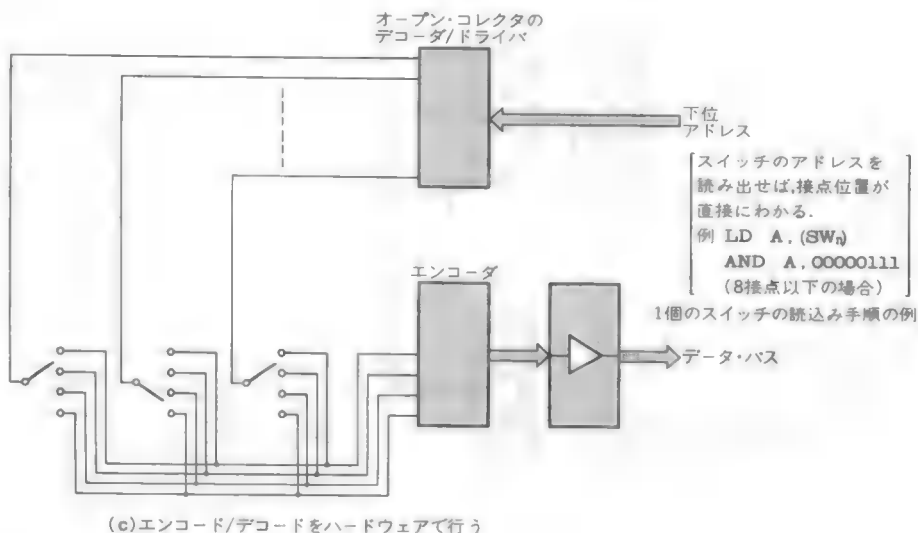 オープン・コレクタの
デコーダ/ドライバ
下位
アドレス
スイッチのアドレスを
読み出せば,接点位置が
直接にわかる.
例 LD A,(SWn)
AND A,00000111
(8接点以下の場合)
1個のスイッチの読込み手順の例
エンコーダ
データ・バス
(c)エンコード/デコードをハードウェアで行う